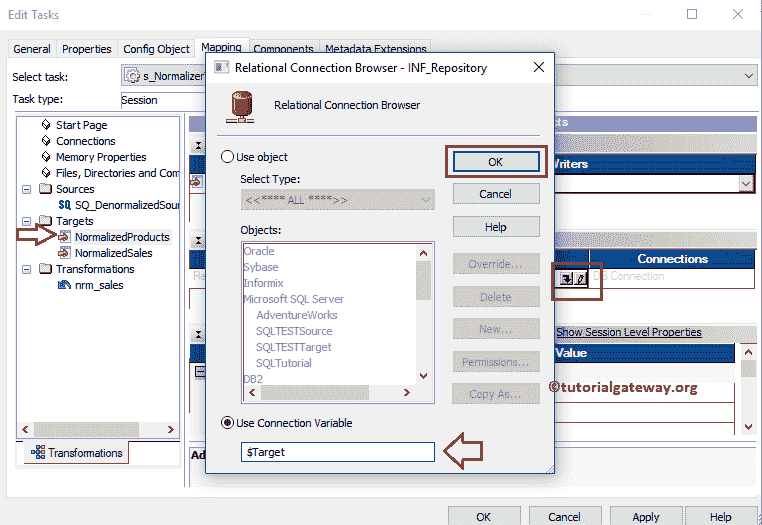 Edit Tasks
General Properties Config Object Mapping Components Metadata Extensions
Select task: s_Normalizer
Task type: Session
Start Page
Connections
Memory Properties
Files, Directories and Com
Sources
SQ_DenormalizedSour
Targets
NormalizedProducts
NormalizedSales
Transformations
nrm_sales
Transformations
Relational Connection Browser - INF_Repository
Relational Connection Browser
Use object
Select Type:
<<**** ALL ****>>
Objects:
Oracle
Sybase
Informix
Microsoft SQL Server
AdventureWorks
SQLTESTSource
SQLTESTTarget
SQLTutorial
DB2
Use Connection Variable
$Target
OK
Cancel
Help
Override...
Delete
New...
Permissions...
Copy As...
Writers
Connections
DB Connection
Show Session Level Properties
Value
©tutorialgateway.org
OK Cancel Apply Help